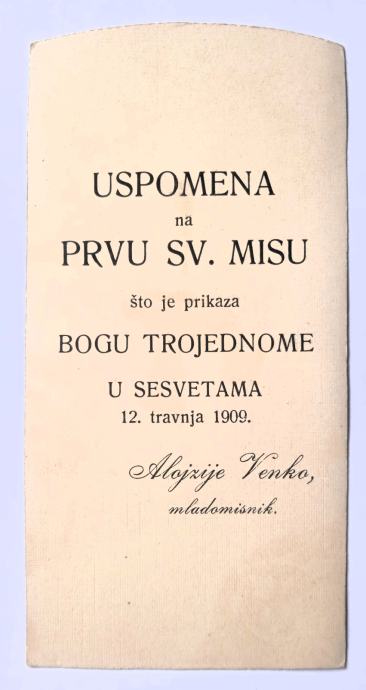 USPOMENA
na
PRVU SV. MISU
što je prikaza
BOGU TROJEDNOME
U SESVETAMA
12. travnja 1909.
Alojzije Venko,
mladomisnik.